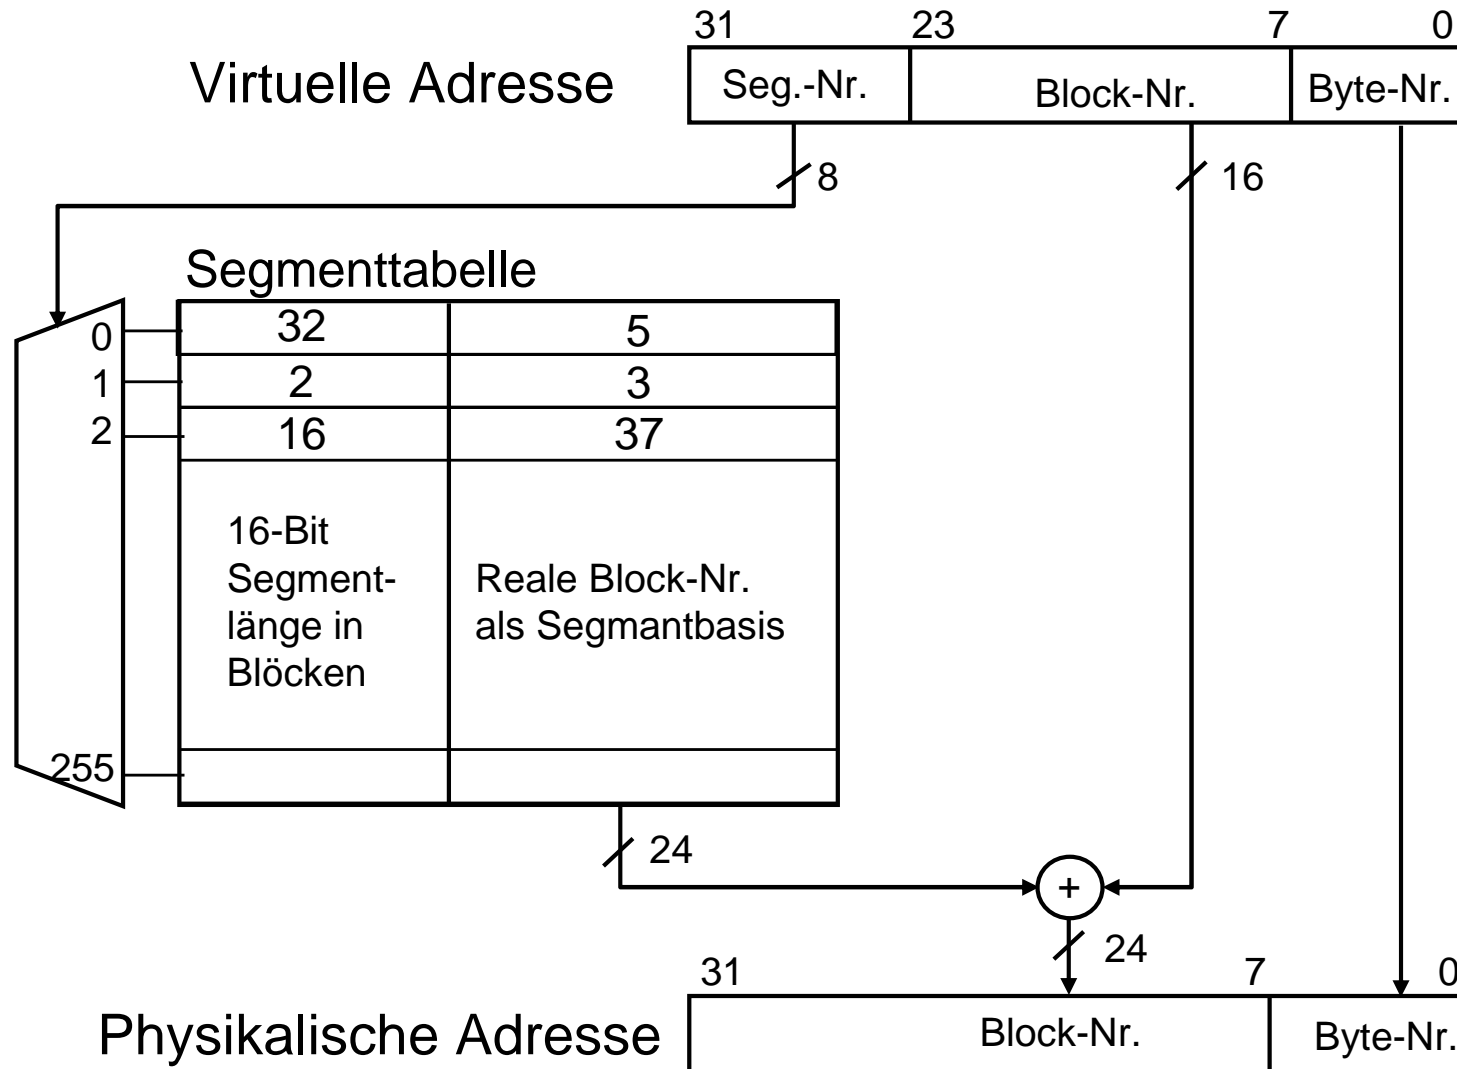 31 23 7 0
Virtuelle Adresse
Seg.-Nr. Block-Nr. Byte-Nr.
8 16
Segmenttabelle
0 32 5
1 2 3
2 16 37
16-Bit
Segment-
länge in
Blöcken
Reale Block-Nr.
als Segmantbasis
255
24
+
24
31 7 0
Physikalische Adresse
Block-Nr. Byte-Nr.